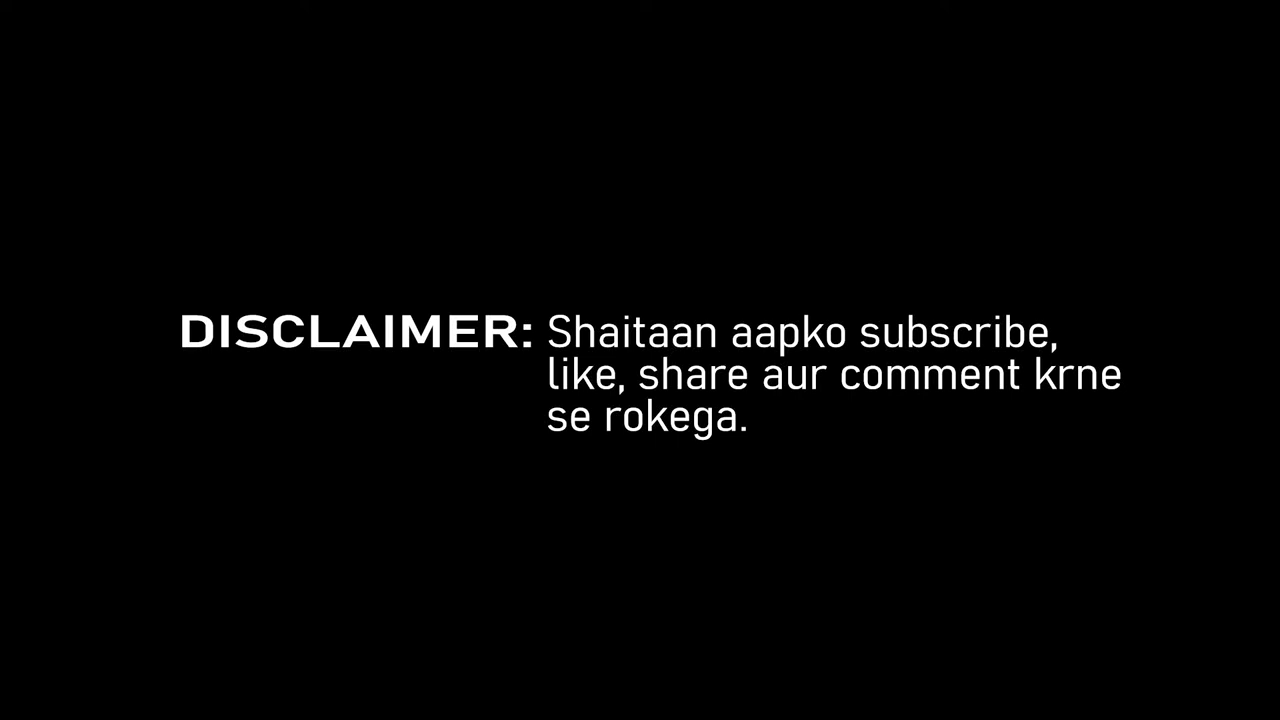 DISCLAIMER: Shaitaan aapko subscribe,
like, share aur comment krne
se rokega.